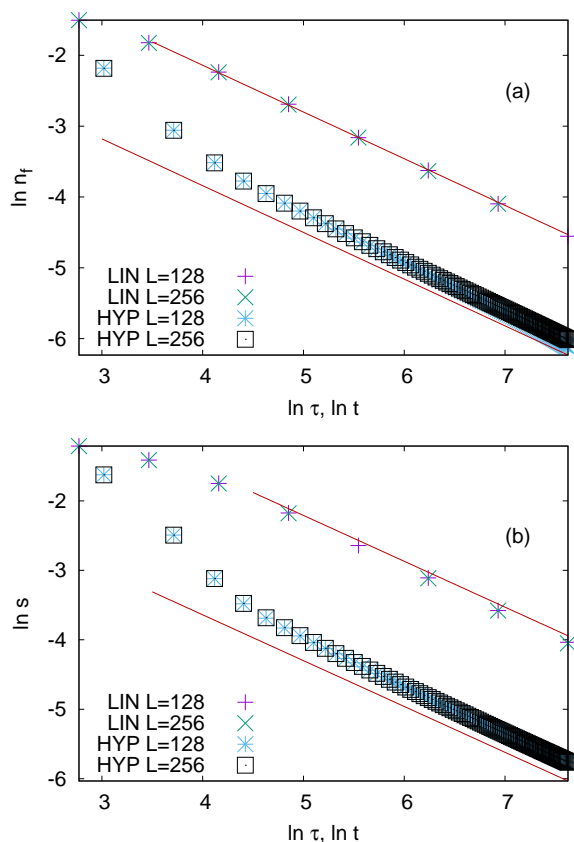 -2
-3
-4
-5
-6
ln n_f
(a)
LIN L=128
LIN L=256
HYP L=128
HYP L=256
3 4 5 6 7
ln τ, ln t
-2
-3
-4
-5
-6
ln s
(b)
LIN L=128
LIN L=256
HYP L=128
HYP L=256
3 4 5 6 7
ln τ, ln t